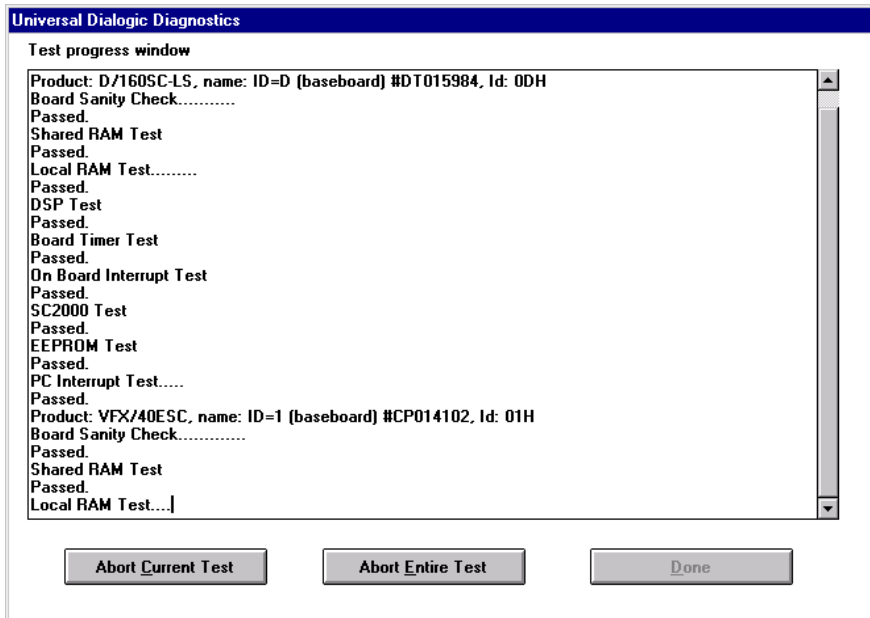 Universal Dialogic Diagnostics
Test progress window
Product: D/160SC-LS, name: ID=D (baseboard) #DT015984, Id: 0DH
Board Sanity Check...........
Passed.
Shared RAM Test
Passed.
Local RAM Test.........
Passed.
DSP Test
Passed.
Board Timer Test
Passed.
On Board Interrupt Test
Passed.
SC2000 Test
Passed.
EEPROM Test
Passed.
PC Interrupt Test.....
Passed.
Product: VFX/40ESC, name: ID=1 (baseboard) #CP014102, Id: 01H
Board Sanity Check.............
Passed.
Shared RAM Test
Passed.
Local RAM Test....
Abort Current Test Abort Entire Test Done